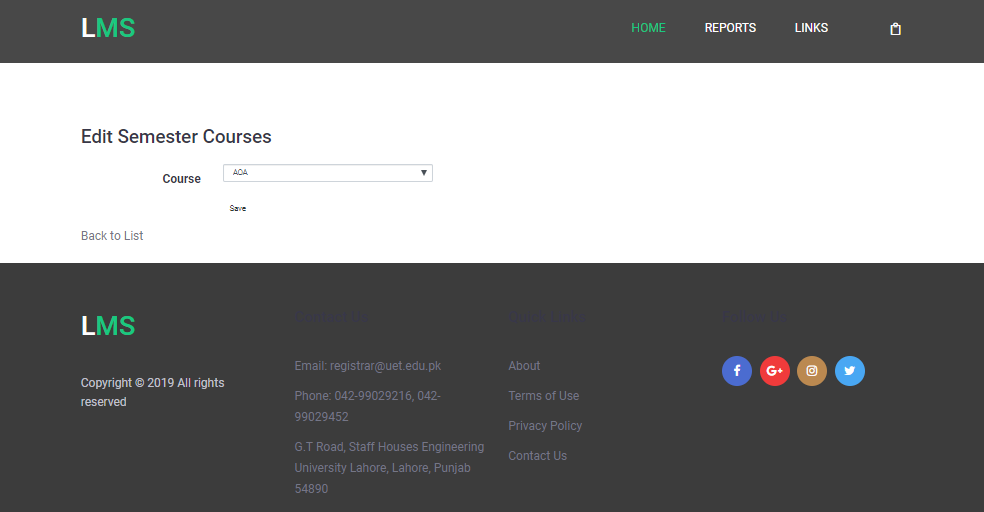 LMS
HOME REPORTS LINKS
Edit Semester Courses
Course AOA
Save
Back to List
LMS
Copyright © 2019 All rights
reserved
Contact Us
Email: registrar@uet.edu.pk
Phone: 042-99029216, 042-
99029452
G.T Road, Staff Houses Engineering
University Lahore, Lahore, Punjab
54890
Quick Links
About
Terms of Use
Privacy Policy
Contact Us
Follow Us